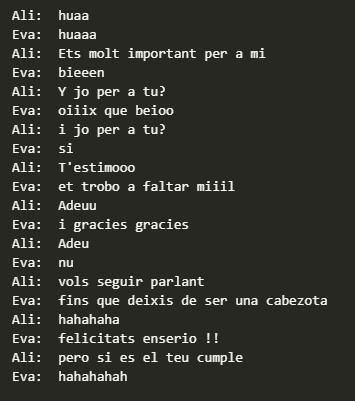 Ali: huaa
Eva: huaaa
Ali: Ets molt important per a mi
Eva: bieeen
Ali: Y jo per a tu?
Eva: oiiix que beioo
Ali: i jo per a tu?
Eva: si
Ali: T'estimooo
Eva: et trobo a faltar miiil
Ali: Adeuu
Eva: i gracies gracies
Ali: Adeu
Eva: nu
Ali: vols seguir parlant
Eva: fins que deixis de ser una cabezota
Ali: hahahaha
Eva: felicitats enserio !!
Ali: pero si es el teu cumple
Eva: hahahahah